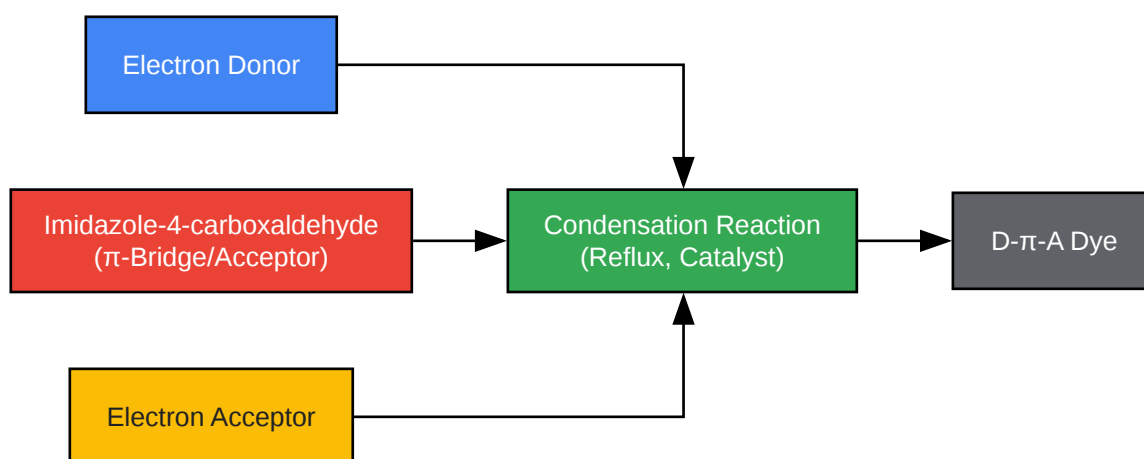 Electron Donor
Imidazole-4-carboxaldehyde
(π-Bridge/Acceptor)
Condensation Reaction
(Reflux, Catalyst)
D-π-A Dye
Electron Acceptor